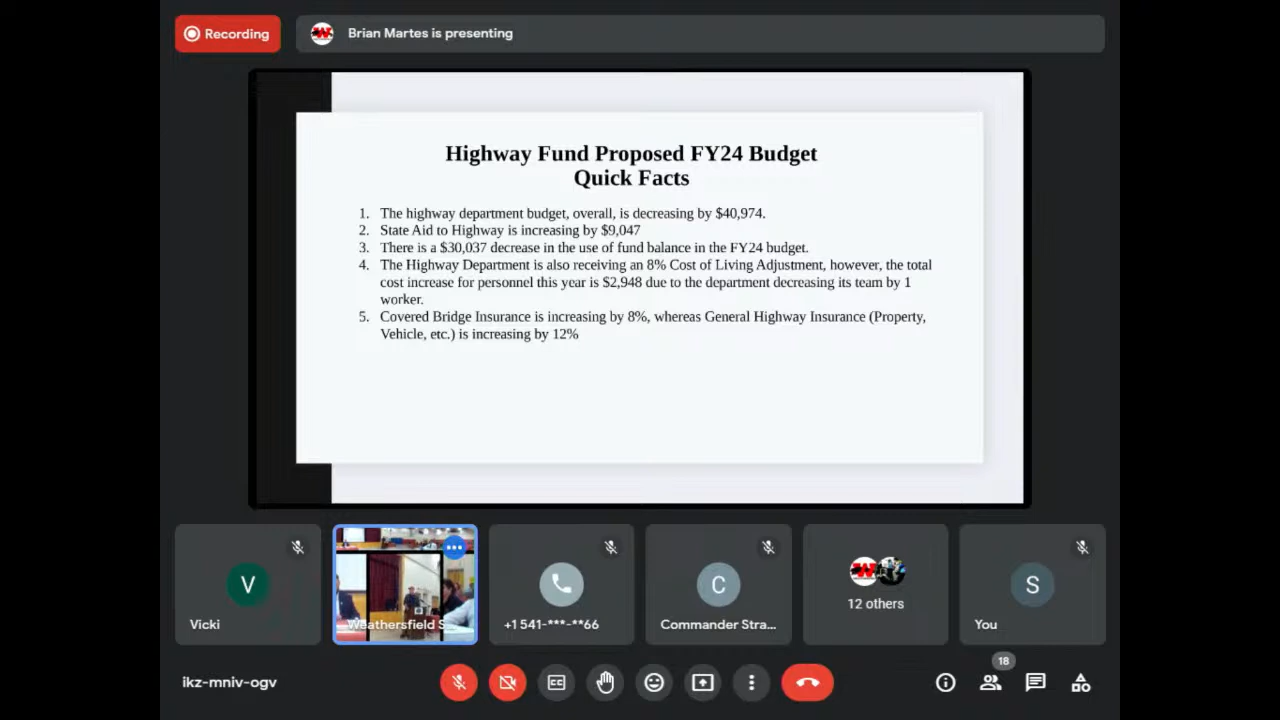 Recording
Brian Martes is presenting
Highway Fund Proposed FY24 Budget
Quick Facts
1. The highway department budget, overall, is decreasing by $40,974.
2. State Aid to Highway is increasing by $9,047
3. There is a $30,037 decrease in the use of fund balance in the FY24 budget.
4. The Highway Department is also receiving an 8% Cost of Living Adjustment, however, the total
cost increase for personnel this year is $2,948 due to the department decreasing its team by 1
worker.
5. Covered Bridge Insurance is increasing by 8%, whereas General Highway Insurance (Property,
Vehicle, etc.) is increasing by 12%
V
Vicki
Weathersfield S...
+1 541-***-**66
C
Commander Stra...
W
12 others
S
You
ikz-mniv-ogv
CC
18